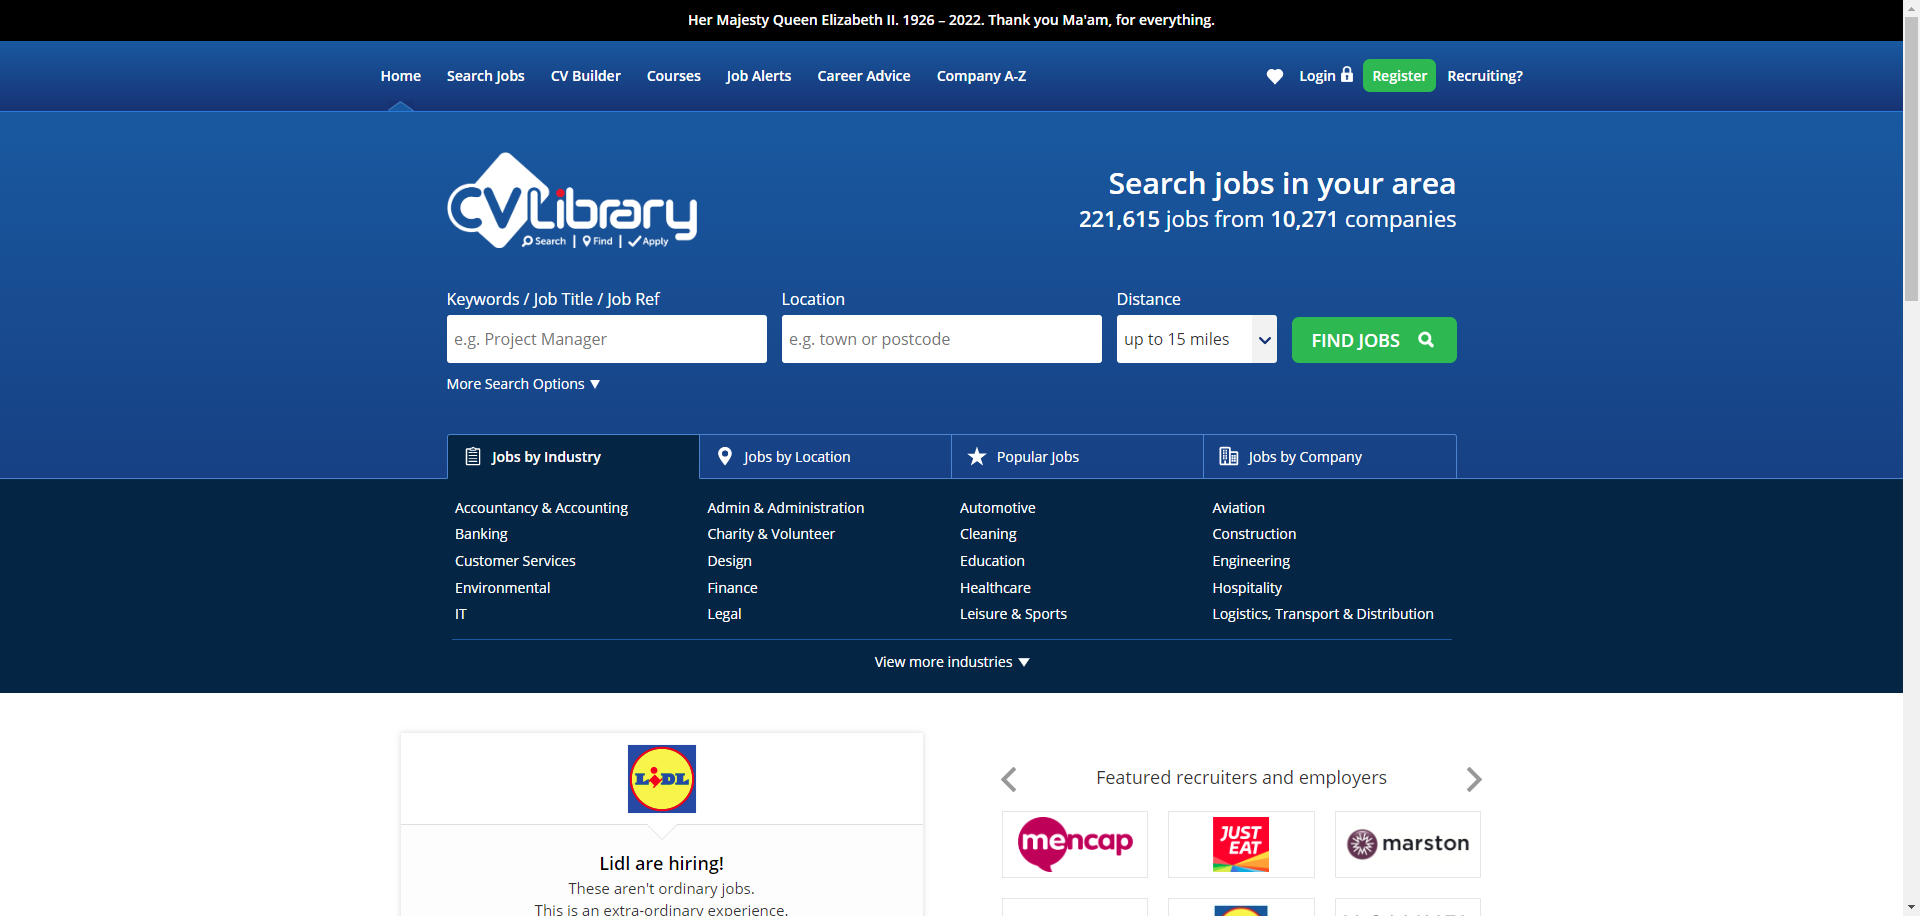 Her Majesty Queen Elizabeth II. 1926 – 2022. Thank you Ma'am, for everything.
Home Search Jobs CV Builder Courses Job Alerts Career Advice Company A-Z Login Register Recruiting?
CVLibrary
Search | Find | Apply
Search jobs in your area
221,615 jobs from 10,271 companies
Keywords / Job Title / Job Ref Location Distance
e.g. Project Manager e.g. town or postcode up to 15 miles FIND JOBS
More Search Options ▼
Jobs by Industry Jobs by Location Popular Jobs Jobs by Company
Accountancy & Accounting Admin & Administration Automotive Aviation
Banking Charity & Volunteer Cleaning Construction
Customer Services Design Education Engineering
Environmental Finance Healthcare Hospitality
IT Legal Leisure & Sports Logistics, Transport & Distribution
View more industries ▼
LIDL
Lidl are hiring!
These aren't ordinary jobs.
This is an extra-ordinary experience.
Featured recruiters and employers
mencap JUST EAT marston